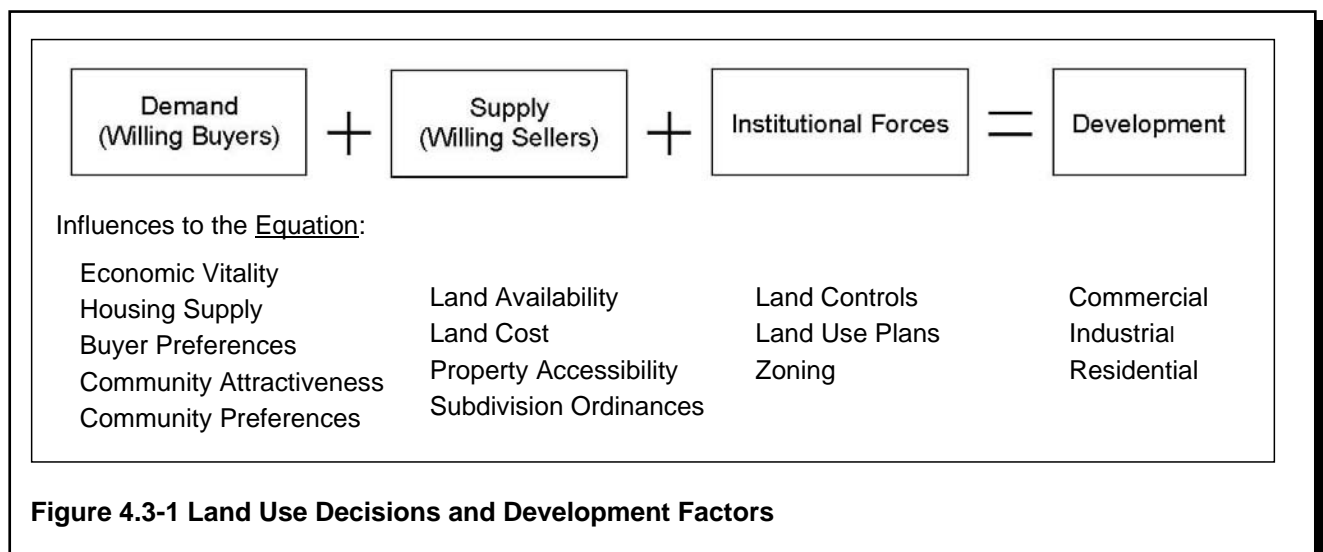 Demand
(Willing Buyers)
+
Supply
(Willing Sellers)
+
Institutional Forces
=
Development
Influences to the Equation:
Economic Vitality
Housing Supply
Buyer Preferences
Community Attractiveness
Community Preferences
Land Availability
Land Cost
Property Accessibility
Subdivision Ordinances
Land Controls
Land Use Plans
Zoning
Commercial
Industrial
Residential
Figure 4.3-1 Land Use Decisions and Development Factors